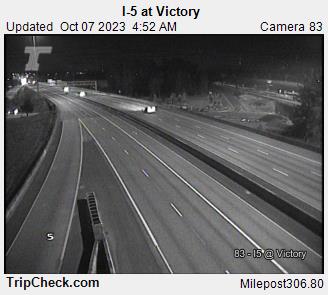 I-5 at Victory
Updated Oct 07 2023 4:52 AM Camera 83
T
S
83 - I5 @ Victory
TripCheck.com Milepost306.80